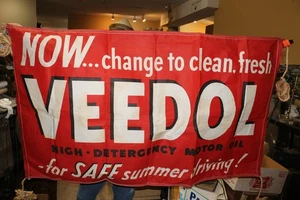 NOW...change to clean.fresh
VEEDOL
HIGH-DETERGENCY MOTOR OIL
-for SAFE summer driving!